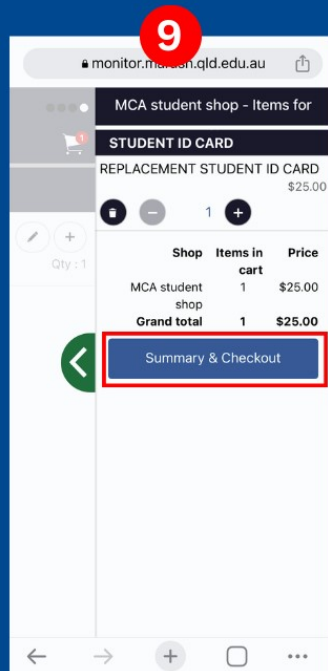 9
monitor.m qld.edu.au
MCA student shop - Items for
1
STUDENT ID CARD
REPLACEMENT STUDENT ID CARD
$25.00
1
Qty : 1
Shop Items in cart Price
MCA student shop 1 $25.00
Grand total 1 $25.00
Summary & Checkout